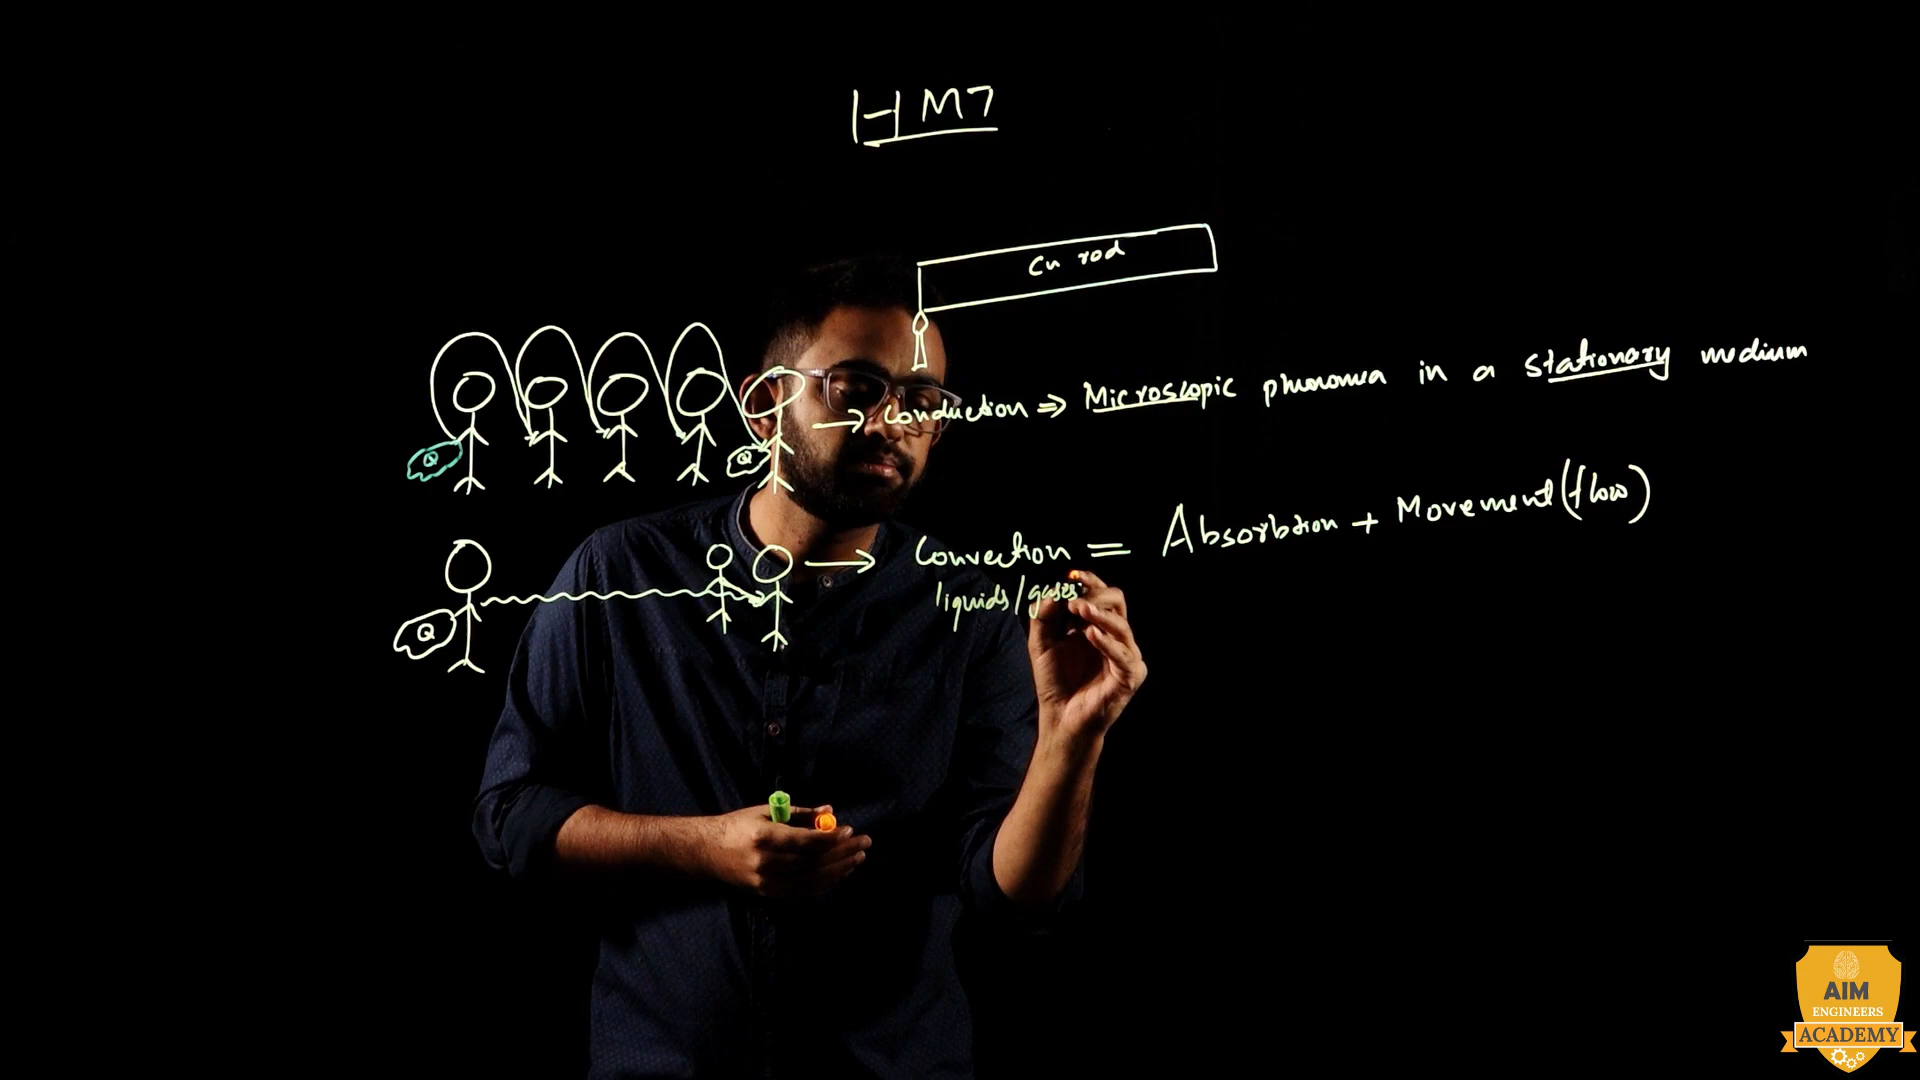 HMT
Cu rod
Q
Q
→ Conduction ⇒ Microscopic phenomena in a stationary medium
Q
→ Convection = Absorbtion + Movement (flow)
liquids/gases
AIM
ENGINEERS
ACADEMY